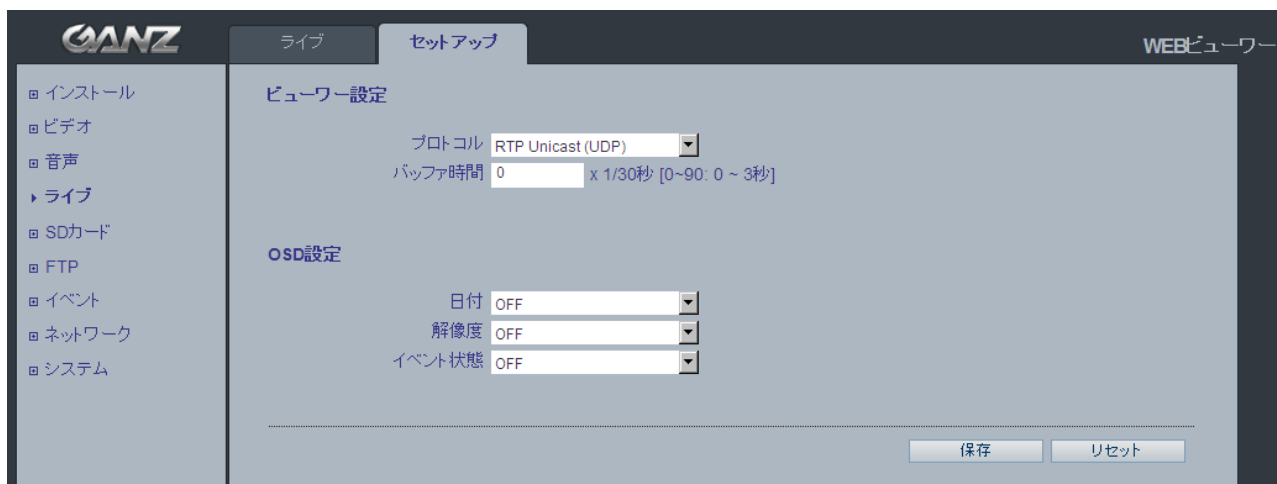 GANZ
ライブ
セットアップ
WEBビューワー
インストール
ビデオ
音声
ライブ
SDカード
FTP
イベント
ネットワーク
システム
ビューワー設定
プロトコル RTP Unicast (UDP)
バッファ時間 0 x 1/30秒 [0~90: 0 ~ 3秒]
OSD設定
日付 OFF
解像度 OFF
イベント状態 OFF
保存
リセット